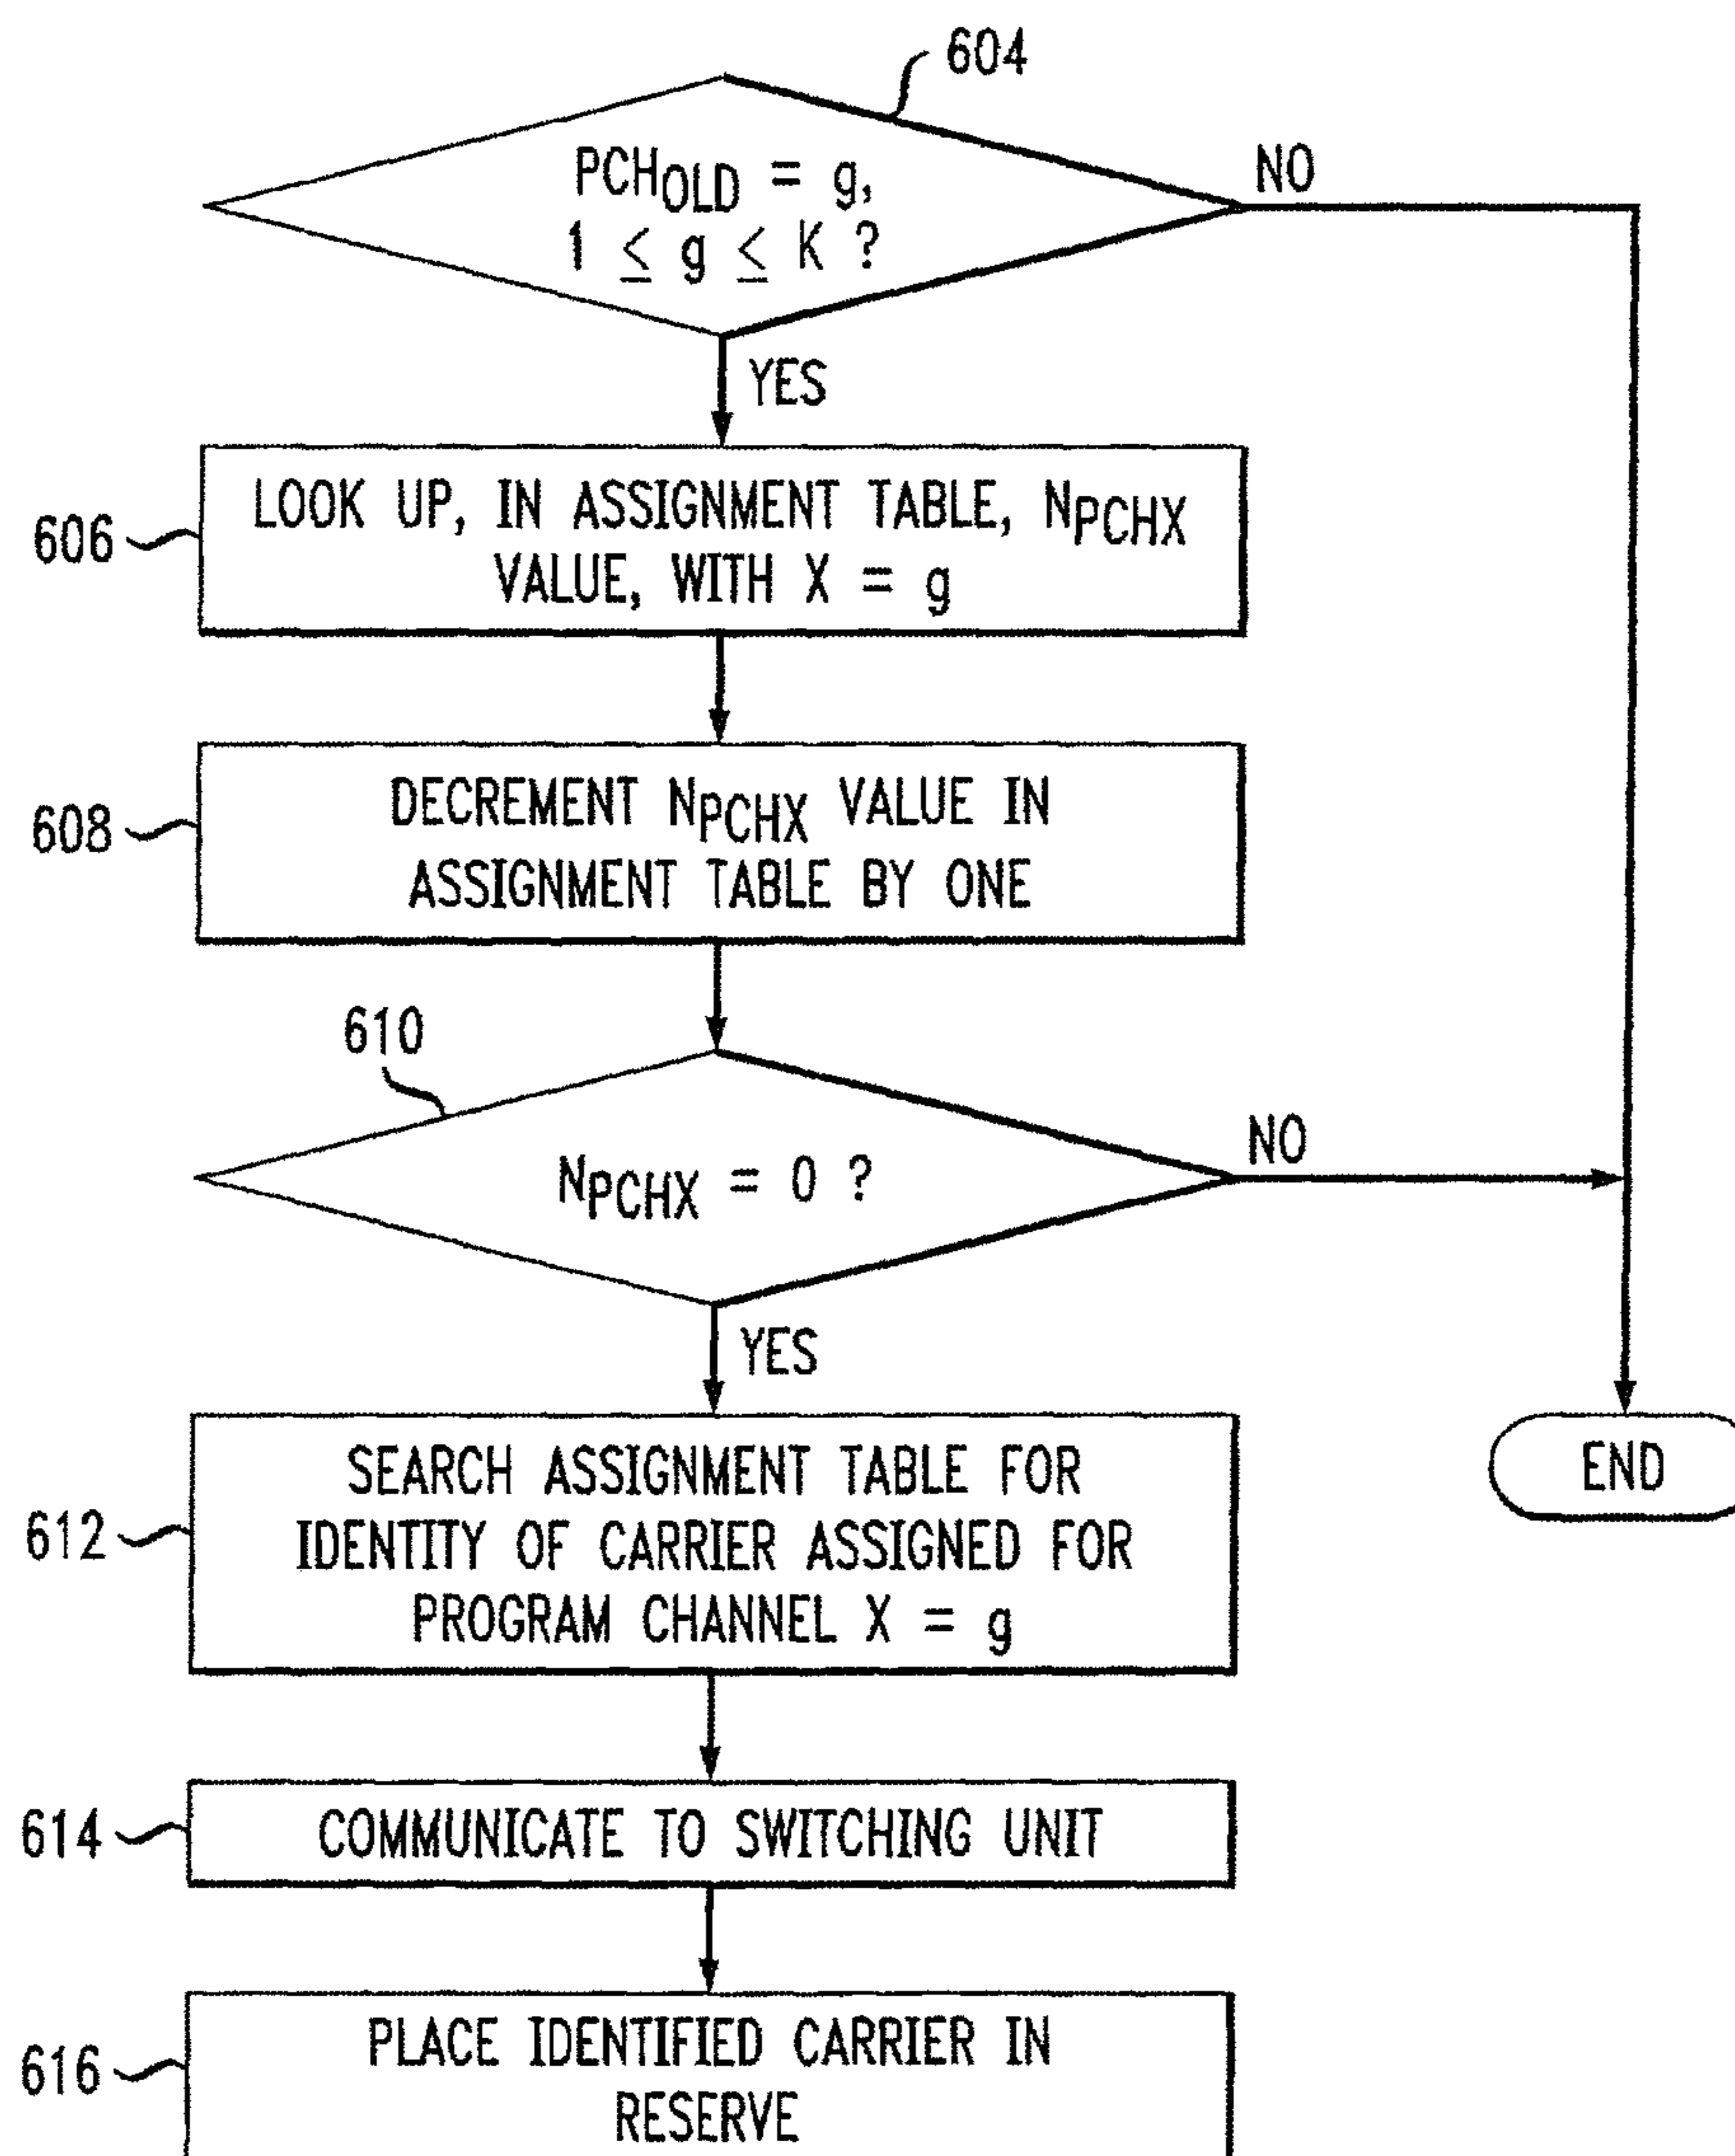 604
PCHOLD = g,
1 ≤ g ≤ K ?
NO
YES
606
LOOK UP, IN ASSIGNMENT TABLE, NPCHX
VALUE, WITH X = g
608
DECREMENT NPCHX VALUE IN
ASSIGNMENT TABLE BY ONE
610
NPCHX = 0 ?
NO
YES
612
SEARCH ASSIGNMENT TABLE FOR
IDENTITY OF CARRIER ASSIGNED FOR
PROGRAM CHANNEL X = g
END
614
COMMUNICATE TO SWITCHING UNIT
616
PLACE IDENTIFIED CARRIER IN
RESERVE